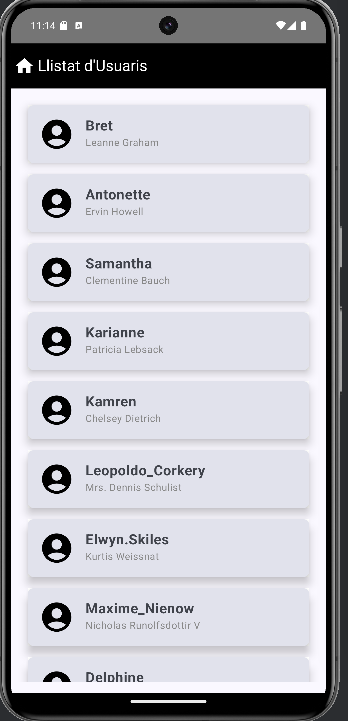 11:14
Llistat d'Usuaris
Bret
Leanne Graham
Antonette
Ervin Howell
Samantha
Clementine Bauch
Karianne
Patricia Lebsack
Kamren
Chelsey Dietrich
Leopoldo_Corkery
Mrs. Dennis Schulist
Elwyn.Skiles
Kurtis Weissnat
Maxime_Nienow
Nicholas Runolfsdottir V
Delphine